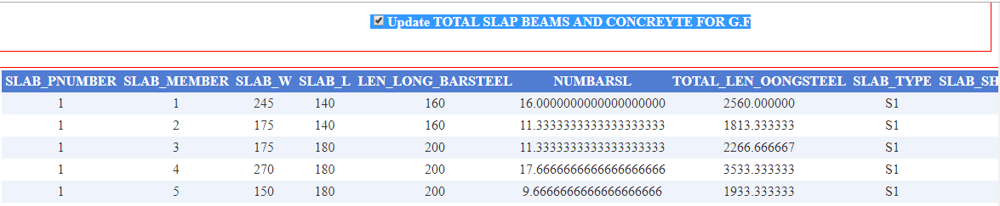 Update TOTAL SLAP BEAMS AND CONCREYTE FOR G.F
SLAB_PNUMBER SLAB_MEMBER SLAB_W SLAB_L LEN_LONG_BARSTEEL NUMBARSL TOTAL_LEN_OONGSTEEL SLAB_TYPE SLAB_SH
1 1 245 140 160 16.0000000000000000000 2560.000000 S1
1 2 175 140 160 11.3333333333333333333 1813.333333 S1
1 3 175 180 200 11.3333333333333333333 2266.666667 S1
1 4 270 180 200 17.6666666666666666666 3533.333333 S1
1 5 150 180 200 9.6666666666666666666 1933.333333 S1